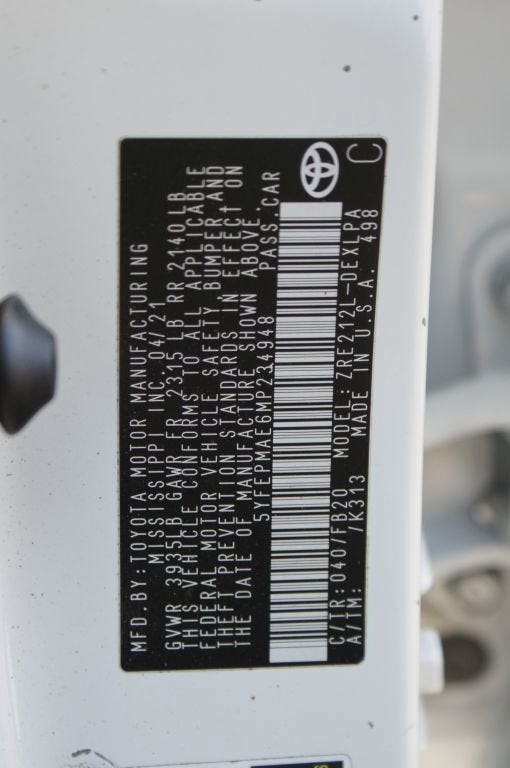 MFD.BY:TOYOTA MOTOR MANUFACTURING
MISSISSIPPI INC.04/21
GVWR 3935LB GAWR FR 2315 LB RR 2140LB
THIS VEHICLE CONFORMS TO ALL APPLICABLE
FEDERAL MOTOR VEHICLE SAFETY, BUMPER AND
THEFT PREVENTION STANDARDS IN EFFECT ON
THE DATE OF MANUFACTURE SHOWN ABOVE.
5YFEPMAE6MP234948 PASS.CAR
C/TR:040/FB20 MODEL:ZRE212L-DEXLPA
A/TM: /K313 MADE IN U.S.A. 498
C